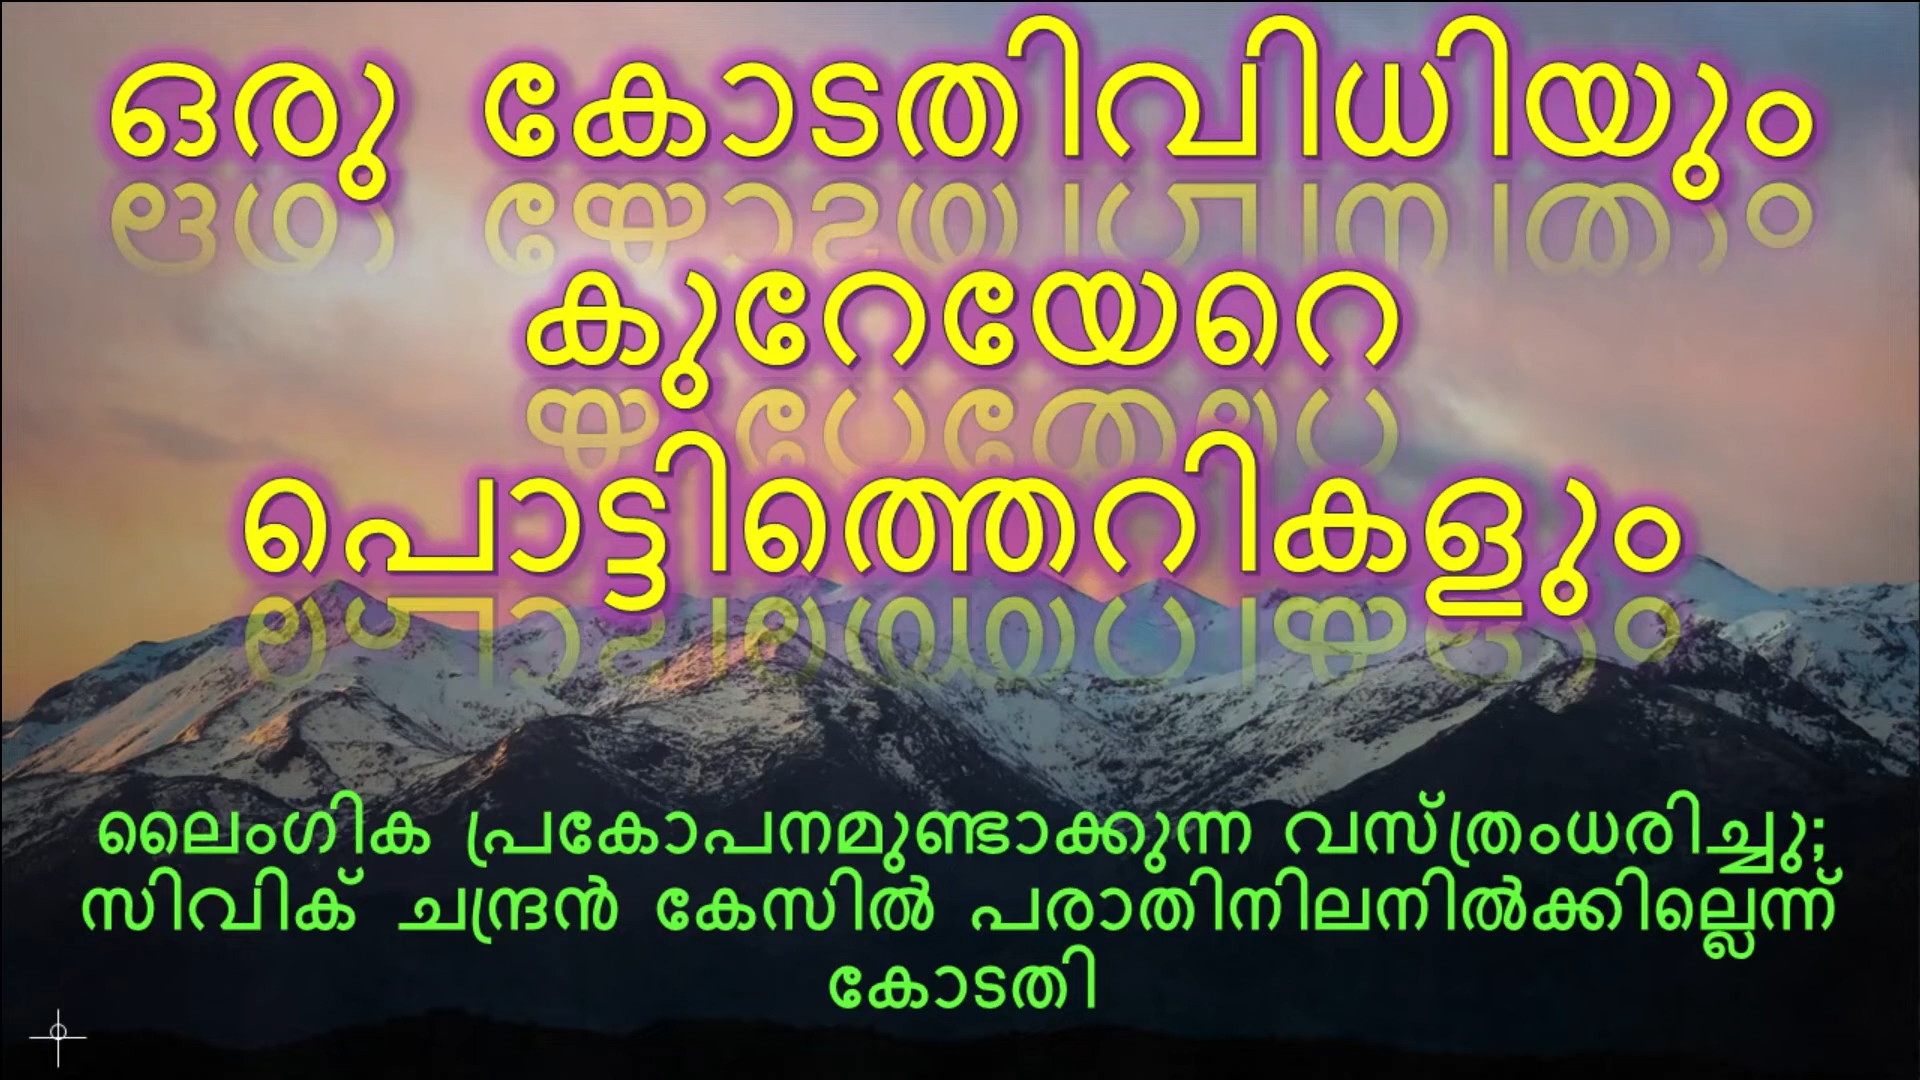 ഒരു കോടതിവിധിയും
കുറേയേറെ
പൊട്ടിത്തെറികളും
ലൈംഗിക പ്രകോപനമുണ്ടാക്കുന്ന വസ്ത്രംധരിച്ചു;
സിവിക് ചന്ദ്രൻ കേസിൽ പരാതിനിലനിൽക്കില്ലെന്ന്
കോടതി